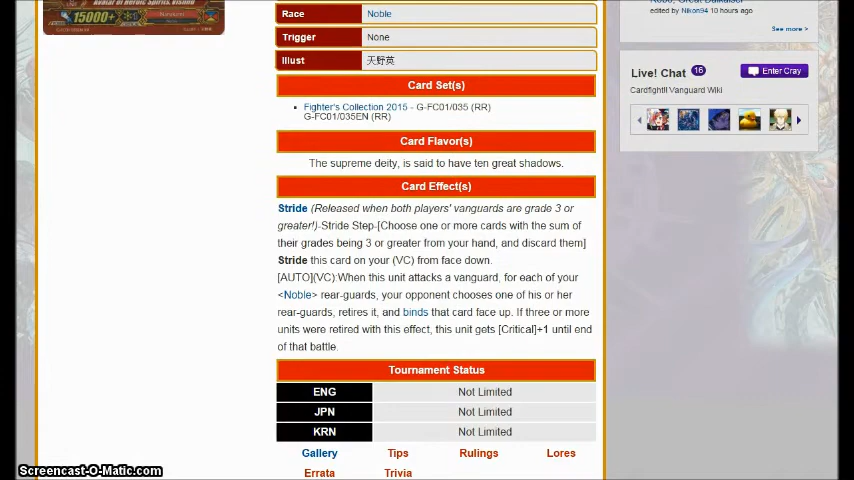 Avatar of Heroic Spirits, Vishnu
15000+
Race Noble
Trigger None
Illust 天野英
Card Set(s)
Fighter's Collection 2015 - G-FC01/035 (RR)
G-FC01/035EN (RR)
Card Flavor(s)
The supreme deity, is said to have ten great shadows.
Card Effect(s)
Stride (Released when both players' vanguards are grade 3 or
greater!)-Stride Step-[Choose one or more cards with the sum of
their grades being 3 or greater from your hand, and discard them]
Stride this card on your (VC) from face down.
[AUTO](VC):When this unit attacks a vanguard, for each of your
<Noble> rear-guards, your opponent chooses one of his or her
rear-guards, retires it, and binds that card face up. If three or more
units were retired with this effect, this unit gets [Critical]+1 until end
of that battle.
Tournament Status
ENG Not Limited
JPN Not Limited
KRN Not Limited
Gallery Tips Rulings Lores
Errata Trivia
edited by Nikon94 10 hours ago
See more >
Live! Chat 16
Enter Cray
Cardfight!! Vanguard Wiki
Screencast-O-Matic.com